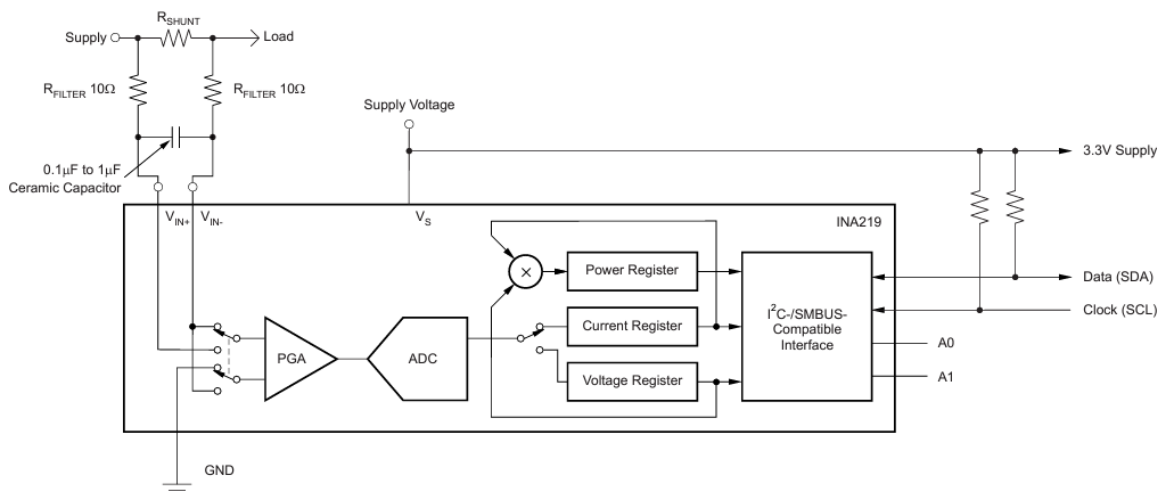 R_SHUNT
Supply
Load
R_FILTER 10Ω
R_FILTER 10Ω
Supply Voltage
0.1μF to 1μF
Ceramic Capacitor
3.3V Supply
V_IN+
V_IN-
V_S
INA219
Power Register
Data (SDA)
×
I²C-/SMBUS-
Compatible
Interface
Current Register
Clock (SCL)
PGA
ADC
A0
Voltage Register
A1
GND